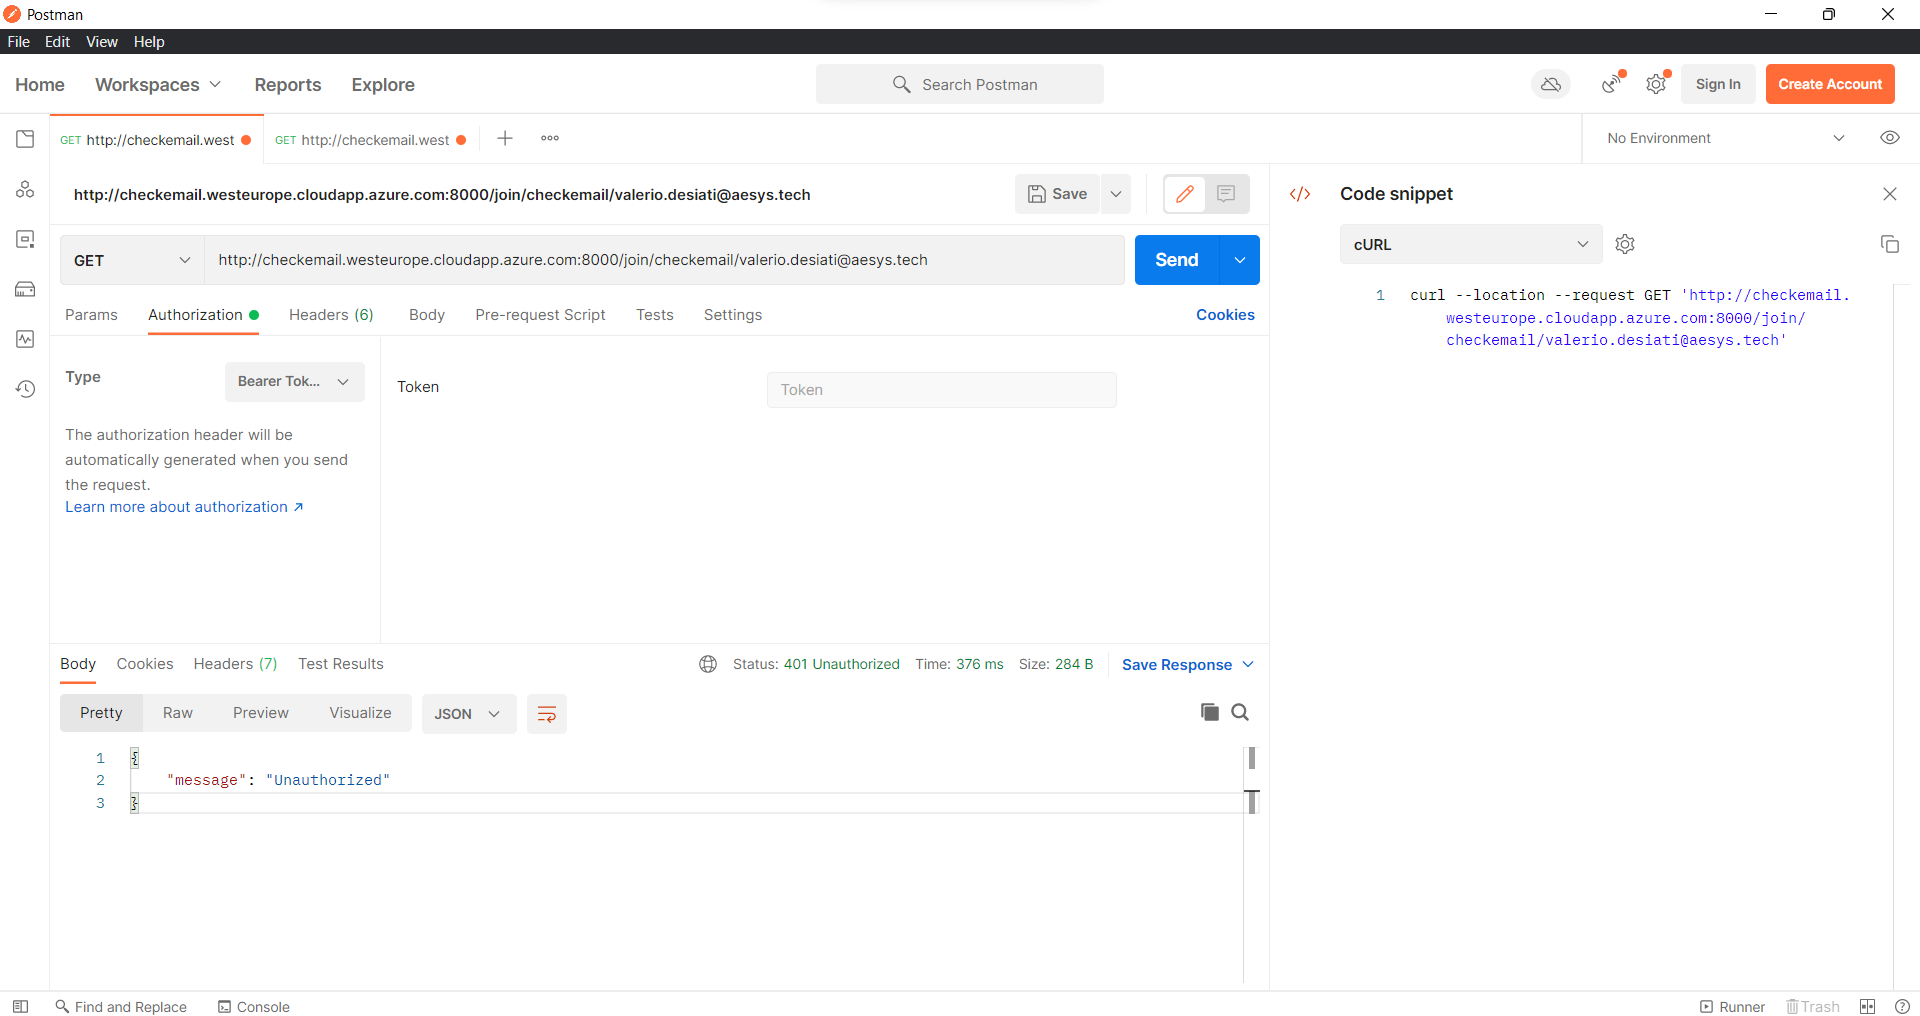 Postman
File Edit View Help
Home Workspaces Reports Explore Search Postman Sign In Create Account
GET http://checkemail.west GET http://checkemail.west No Environment
http://checkemail.westeurope.cloudapp.azure.com:8000/join/checkemail/valerio.desiati@aesys.tech Save </> Code snippet
GET http://checkemail.westeurope.cloudapp.azure.com:8000/join/checkemail/valerio.desiati@aesys.tech Send cURL
Params Authorization Headers (6) Body Pre-request Script Tests Settings Cookies
1 curl --location --request GET 'http://checkemail.
westeurope.cloudapp.azure.com:8000/join/
checkemail/valerio.desiati@aesys.tech'
Type Bearer Tok... Token Token
The authorization header will be
automatically generated when you send
the request.
Learn more about authorization ↗
Body Cookies Headers (7) Test Results Status: 401 Unauthorized Time: 376 ms Size: 284 B Save Response
Pretty Raw Preview Visualize JSON
1 {
2 "message": "Unauthorized"
3 }
Find and Replace Console Runner Trash